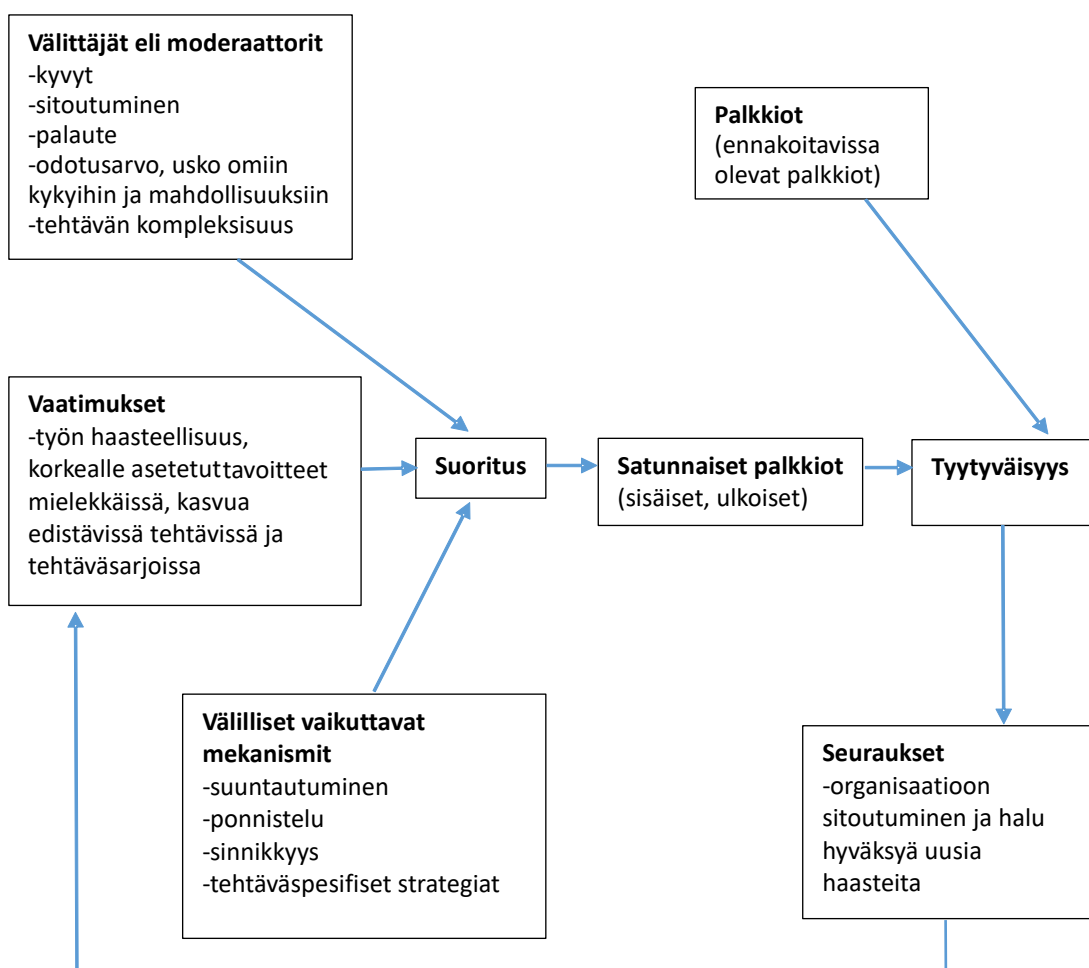 Välittäjät eli moderaattorit
-kyvyt
-sitoutuminen
-palaute
-odotusarvo, usko omiin
kykyihin ja mahdollisuuksiin
-tehtävän kompleksisuus
Palkkiot
(ennakoitavissa
olevat palkkiot)
Vaatimukset
-työn haasteellisuus,
korkealle asetetut tavoitteet
mielekkäissä, kasvua
edistävissä tehtävissä ja
tehtäväsarjoissa
Suoritus
Satunnaiset palkkiot
(sisäiset, ulkoiset)
Tyytyväisyys
Välilliset vaikuttavat
mekanismit
-suuntautuminen
-ponnistelu
-sinnikkyys
-tehtäväspesifiset strategiat
Seuraukset
-organisaatioon
sitoutuminen ja halu
hyväksyä uusia
haasteita